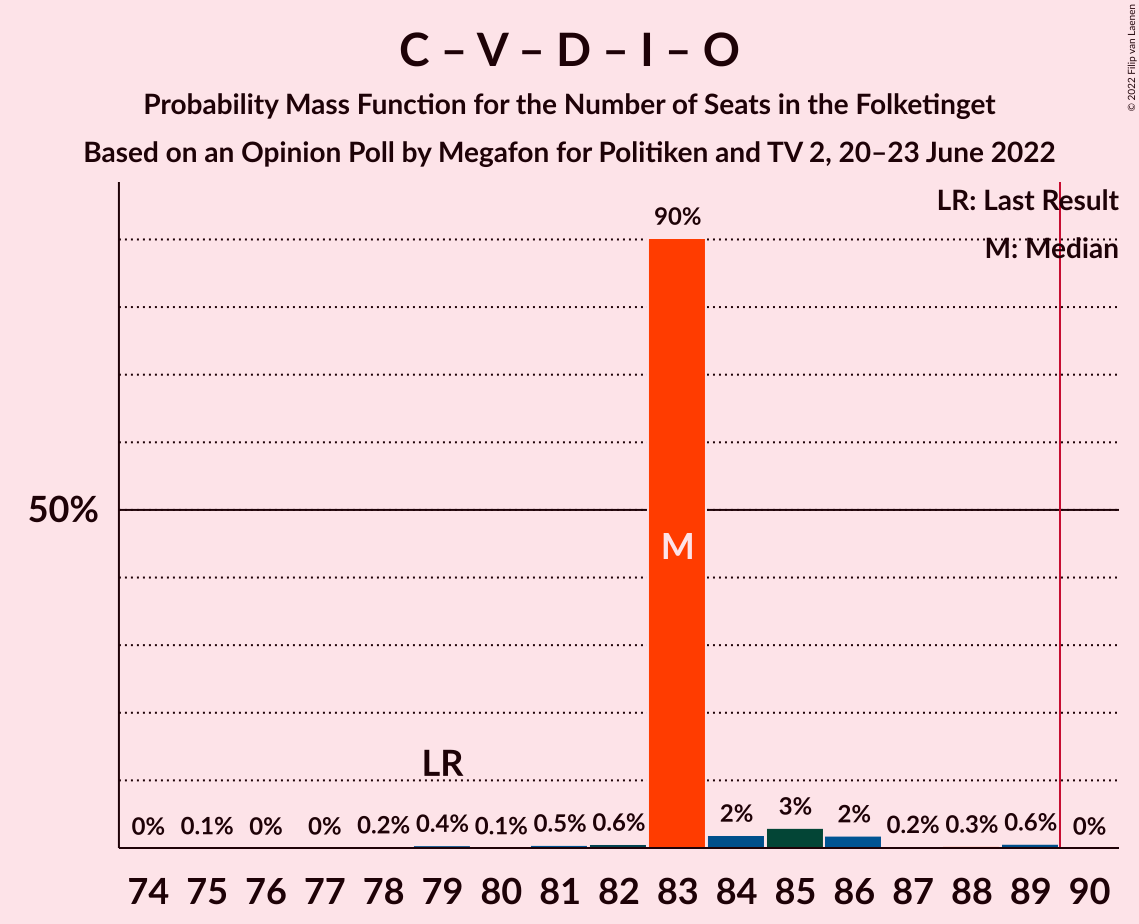 C – V – D – I – O
Probability Mass Function for the Number of Seats in the Folketinget
Based on an Opinion Poll by Megafon for Politiken and TV 2, 20–23 June 2022
© 2022 Filip van Laenen
LR: Last Result
M: Median
90%
50%
M
LR
0% 0.1% 0% 0% 0.2% 0.4% 0.1% 0.5% 0.6% 2% 3% 2% 0.2% 0.3% 0.6% 0%
74 75 76 77 78 79 80 81 82 83 84 85 86 87 88 89 90